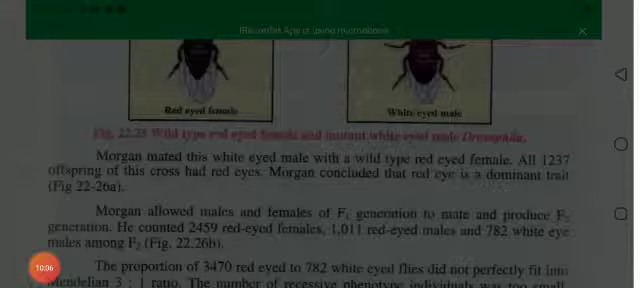 Red eyed female
White eyed male
Fig. 22.25 Wild type red eyed female and mutant white eyed male Drosophila.
Morgan mated this white eyed male with a wild type red eyed female. All 1237
offspring of this cross had red eyes. Morgan concluded that red eye is a dominant trait
(Fig 22-26a).
Morgan allowed males and females of F₁ generation to mate and produce F₂
generation. He counted 2459 red-eyed females, 1,011 red-eyed males and 782 white eye
males among F₂ (Fig. 22.26b).
10:06
The proportion of 3470 red eyed to 782 white eyed flies did not perfectly fit into
Mendelian 3 : 1 ratio. The number of recessive phenotype individuals was too small